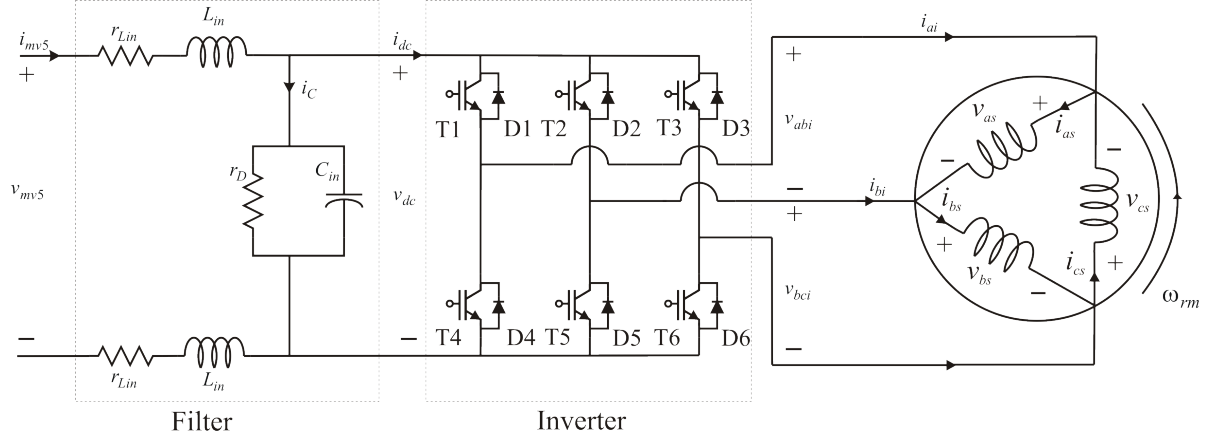 i_mv5
+
r_Lin
L_in
i_dc
+
i_C
r_D
C_in
v_mv5
v_dc
T1
D1
T2
D2
T3
D3
T4
D4
T5
D5
T6
D6
−
r_Lin
L_in
−
Filter
Inverter
i_ai
+
v_abi
−
+
i_bi
v_bci
−
v_as
+
i_as
−
i_bs
+
v_bs
−
−
v_cs
i_cs
+
ω_rm